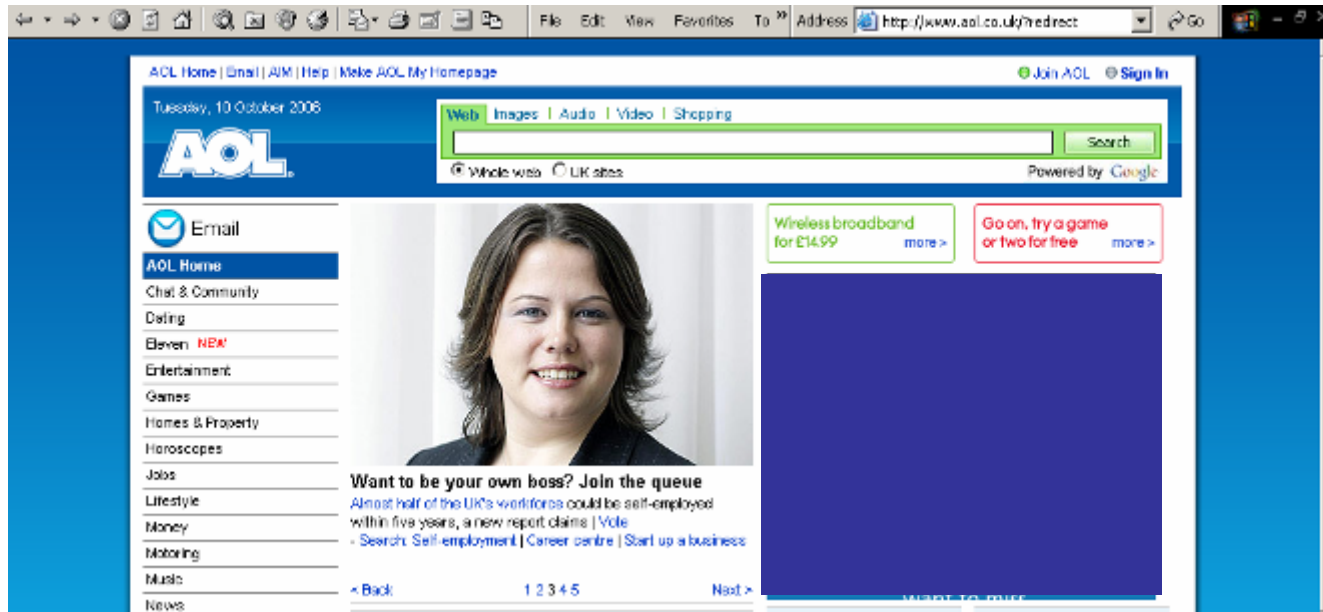 File Edit View Favorites To » Address http://www.aol.co.uk/?redirect Go
AOL Home | Email | AIM | Help | Make AOL My Homepage
Join AOL Sign In
Tuesday, 10 October 2006
AOL
Web Images | Audio | Video | Shopping
Search
Whole web UK sites
Powered by Google
Email
AOL Home
Chat & Community
Dating
Eleven NEW
Entertainment
Games
Homes & Property
Horoscopes
Jobs
Lifestyle
Money
Motoring
Music
News
Want to be your own boss? Join the queue
Almost half of the UK's workforce could be self-employed
within five years, a new report claims | Vote
- Search: Self-employment | Career centre | Start up a business
< Back 1 2 3 4 5 Next >
Wireless broadband
for £14.99 more >
Go on, try a game
or two for free more >
want to miss